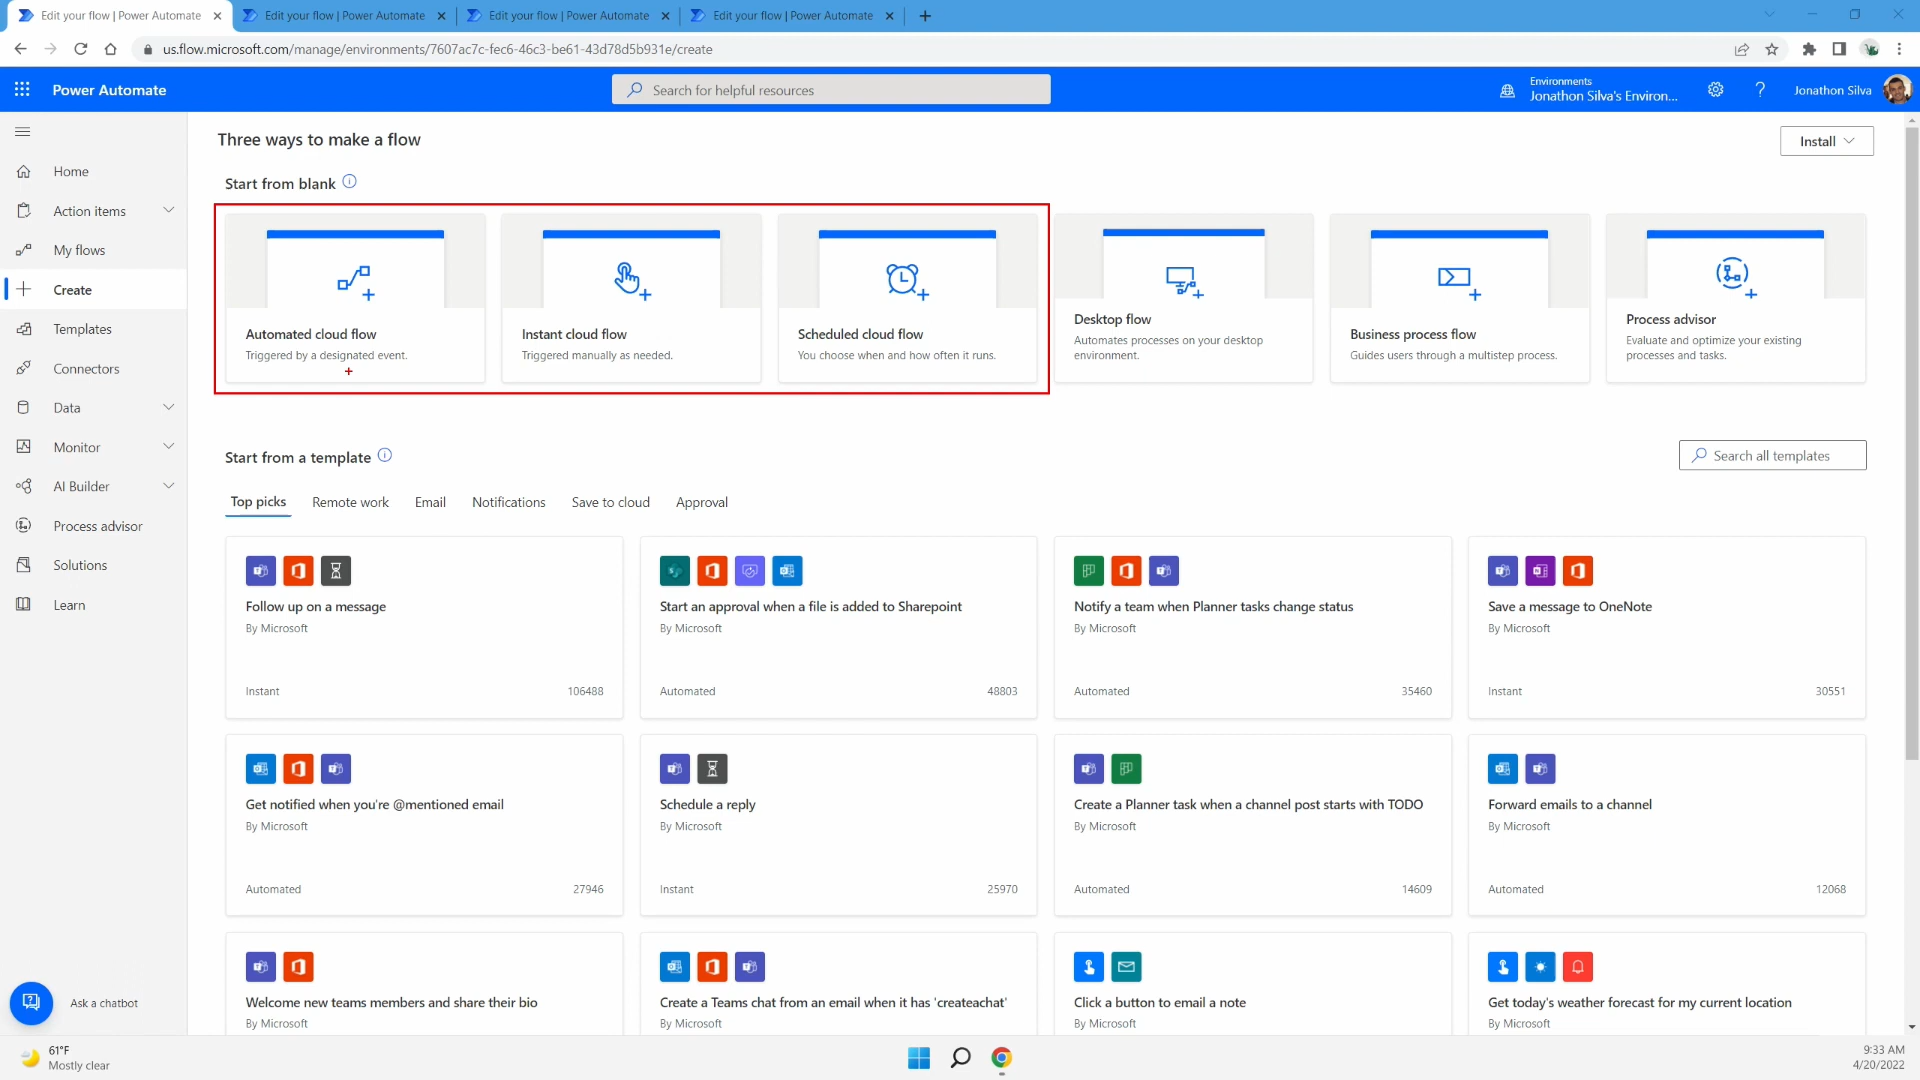 Edit your flow | Power Automate
Edit your flow | Power Automate
Edit your flow | Power Automate
Edit your flow | Power Automate
us.flow.microsoft.com/manage/environments/7607ac7c-fec6-46c3-be61-43d78d5b931e/create
Power Automate
Search for helpful resources
Environments
Jonathon Silva's Environ...
Jonathon Silva
Home
Action items
My flows
Create
Templates
Connectors
Data
Monitor
AI Builder
Process advisor
Solutions
Learn
Ask a chatbot
Three ways to make a flow
Install
Start from blank
Automated cloud flow
Triggered by a designated event.
Instant cloud flow
Triggered manually as needed.
Scheduled cloud flow
You choose when and how often it runs.
Desktop flow
Automates processes on your desktop
environment.
Business process flow
Guides users through a multistep process.
Process advisor
Evaluate and optimize your existing
processes and tasks.
Start from a template
Search all templates
Top picks
Remote work
Email
Notifications
Save to cloud
Approval
Follow up on a message
By Microsoft
Instant
106488
Start an approval when a file is added to Sharepoint
By Microsoft
Automated
48803
Notify a team when Planner tasks change status
By Microsoft
Automated
35460
Save a message to OneNote
By Microsoft
Instant
30551
Get notified when you're @mentioned email
By Microsoft
Automated
27946
Schedule a reply
By Microsoft
Instant
25970
Create a Planner task when a channel post starts with TODO
By Microsoft
Automated
14609
Forward emails to a channel
By Microsoft
Automated
12068
Welcome new teams members and share their bio
By Microsoft
Create a Teams chat from an email when it has 'createachat'
By Microsoft
Click a button to email a note
By Microsoft
Get today's weather forecast for my current location
By Microsoft
61°F
Mostly clear
9:33 AM
4/20/2022